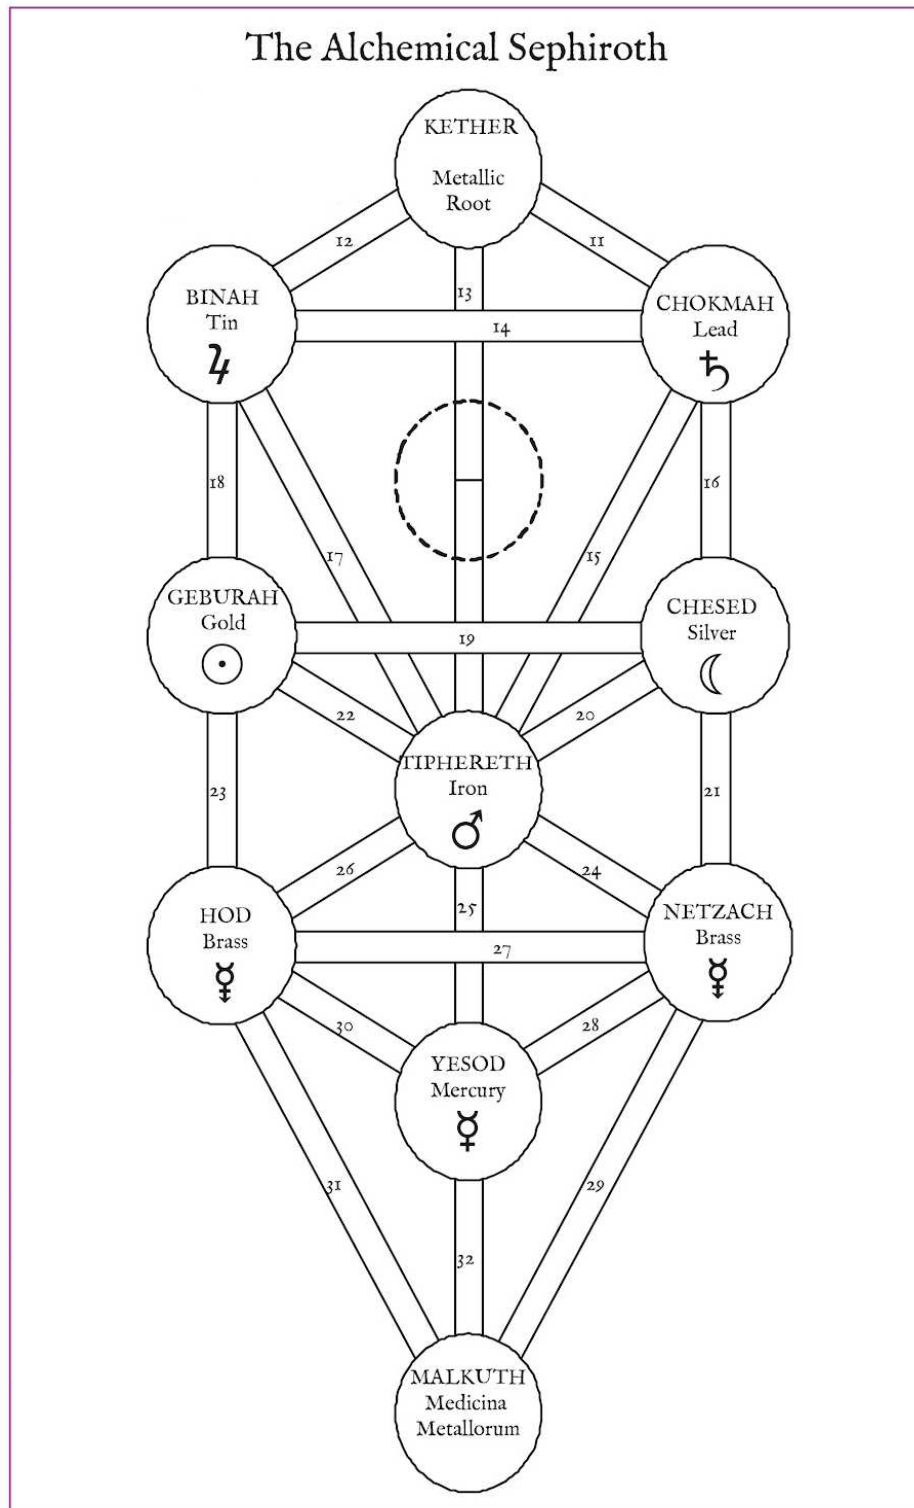 The Alchemical Sephiroth
KETHER
Metallic
Root
12
11
13
BINAH
Tin
♃
CHOKMAH
Lead
♄
14
18
16
17
15
GEBURAH
Gold
☉
CHESED
Silver
☾
19
22
20
TIPHERETH
Iron
♂
23
21
26
24
25
HOD
Brass
☿
NETZACH
Brass
☿
27
30
28
YESOD
Mercury
☿
31
29
32
MALKUTH
Medicina
Metallorum